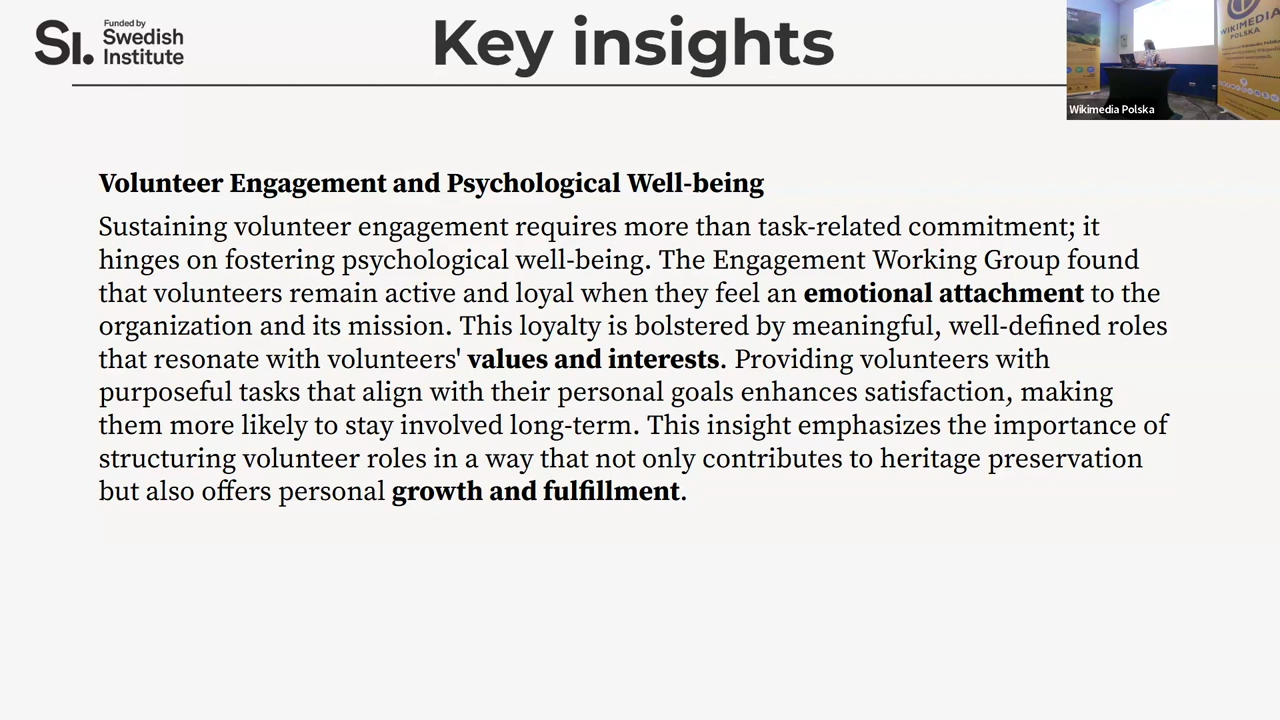 Funded by
SI. Swedish
Institute
Key insights
WIKIMEDIA
POLSKA
Wikimedia Polska
Volunteer Engagement and Psychological Well-being
Sustaining volunteer engagement requires more than task-related commitment; it
hinges on fostering psychological well-being. The Engagement Working Group found
that volunteers remain active and loyal when they feel an emotional attachment to the
organization and its mission. This loyalty is bolstered by meaningful, well-defined roles
that resonate with volunteers' values and interests. Providing volunteers with
purposeful tasks that align with their personal goals enhances satisfaction, making
them more likely to stay involved long-term. This insight emphasizes the importance of
structuring volunteer roles in a way that not only contributes to heritage preservation
but also offers personal growth and fulfillment.